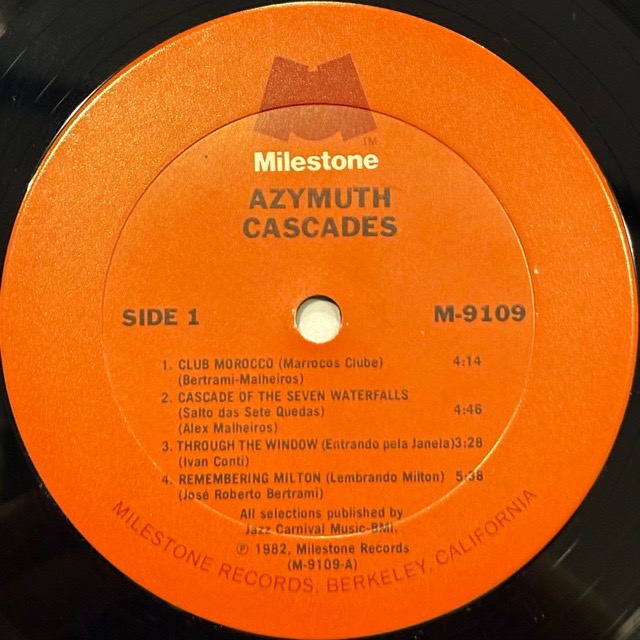 TM
Milestone
AZYMUTH
CASCADES
SIDE 1 M-9109
1. CLUB MOROCCO (Marrocos Clube) 4:14
(Bertrami-Malheiros)
2. CASCADE OF THE SEVEN WATERFALLS
(Salto das Sete Quedas) 4:46
(Alex Malheiros)
3. THROUGH THE WINDOW (Entrando pela Janela) 3:28
(Ivan Conti)
4. REMEMBERING MILTON (Lembrando Milton) 5:38
(José Roberto Bertrami)
All selections published by
Jazz Carnival Music-BMI.
℗ 1982, Milestone Records
(M-9109-A)
MILESTONE RECORDS, BERKELEY, CALIFORNIA